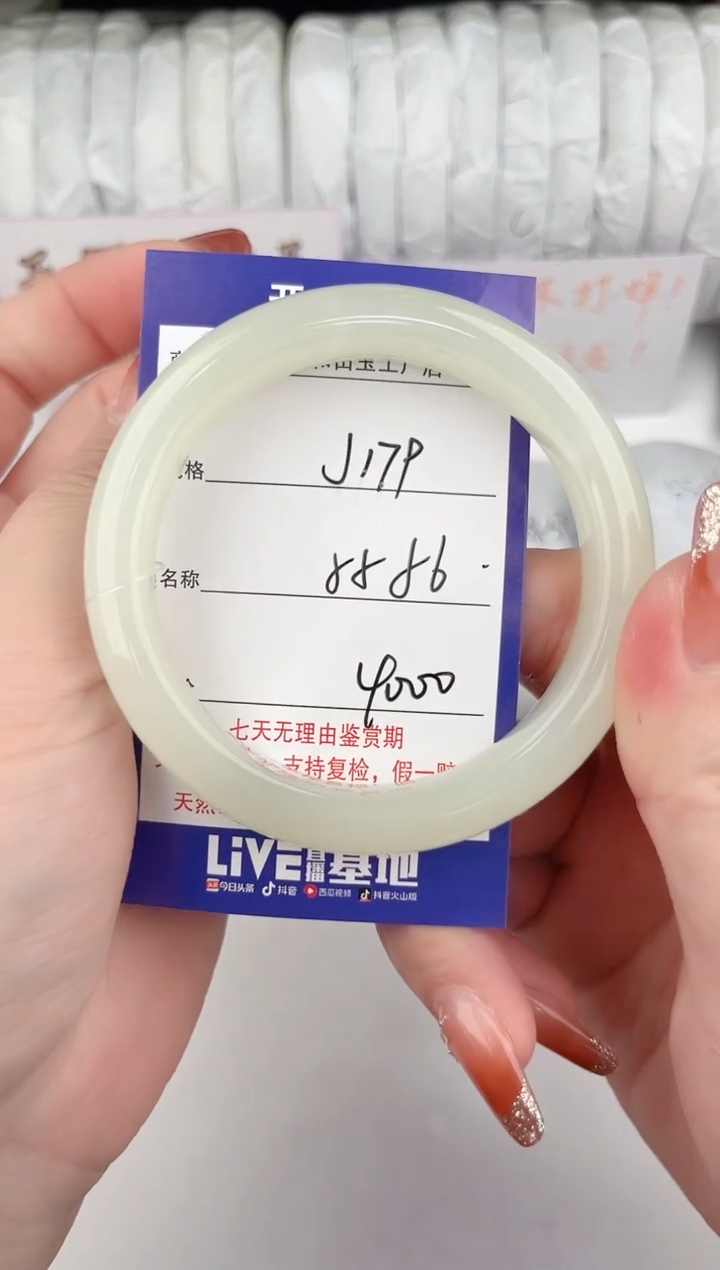 田玉工厂店
格 J179
名称 8886
4000
七天无理由鉴赏期
支持复检，假一赔
天然
LiVE直播基地
今日头条 抖音 西瓜视频 抖音火山版